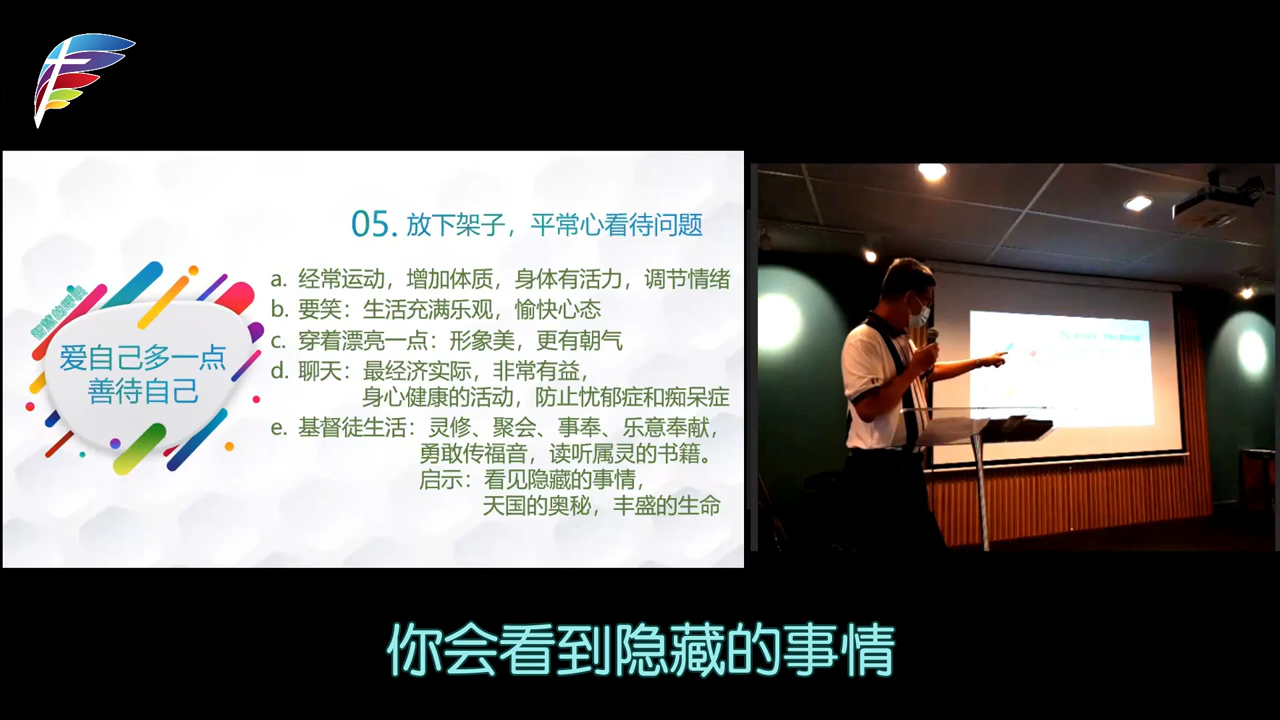 05. 放下架子，平常心看待问题
a. 经常运动，增加体质，身体有活力，调节情绪
b. 要笑：生活充满乐观，愉快心态
c. 穿着漂亮一点：形象美，更有朝气
d. 聊天：最经济实际，非常有益，
身心健康的活动，防止忧郁症和痴呆症
e. 基督徒生活：灵修、聚会、事奉、乐意奉献，
勇敢传福音，读听属灵的书籍。
启示：看见隐藏的事情，
天国的奥秘，丰盛的生命
爱自己多一点
善待自己
你会看到隐藏的事情